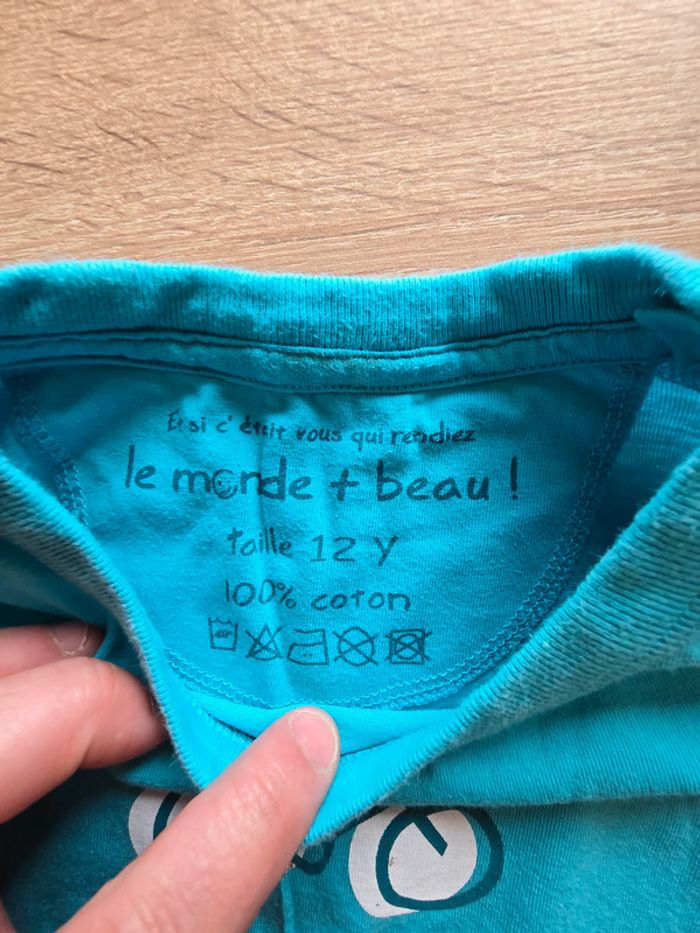 Et si c'était vous qui rendiez
le monde + beau !
taille 12 Y
100% coton